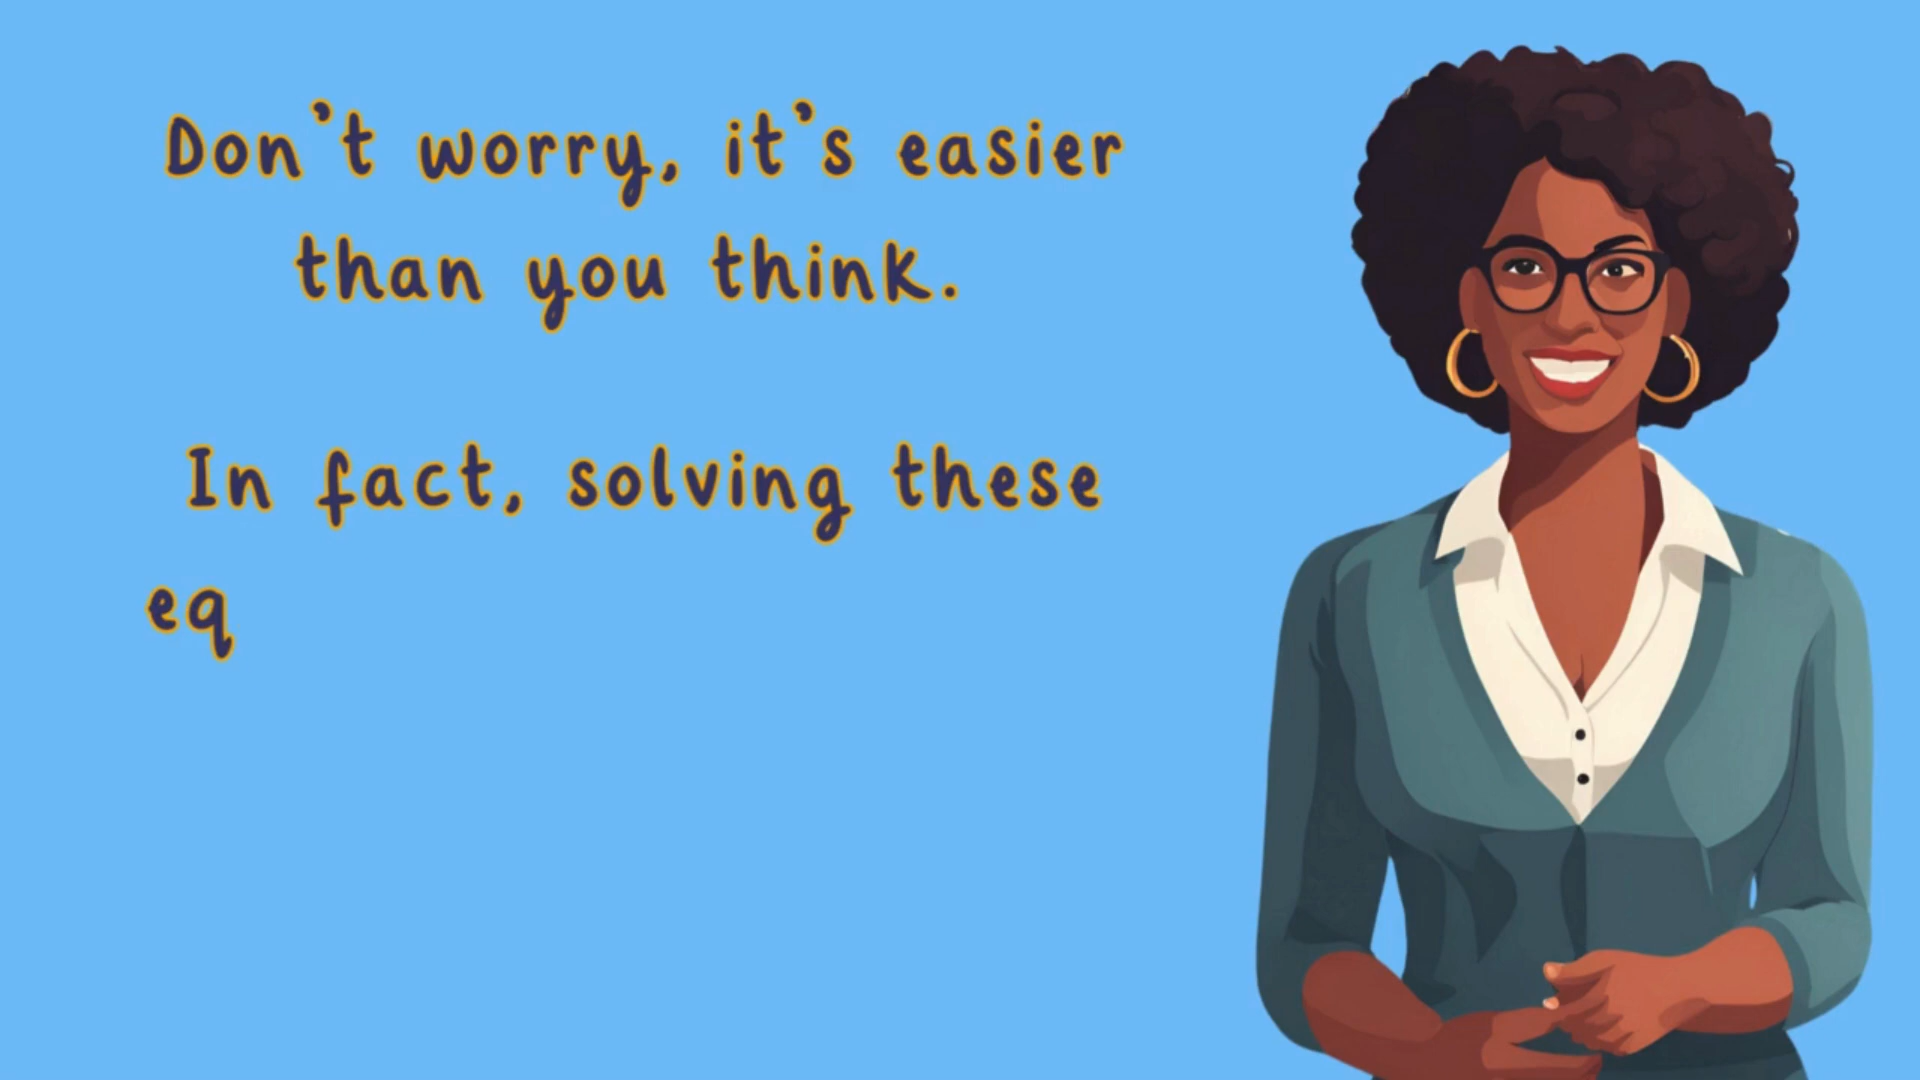 Don't worry, it's easier
than you think.
In fact, solving these
eq